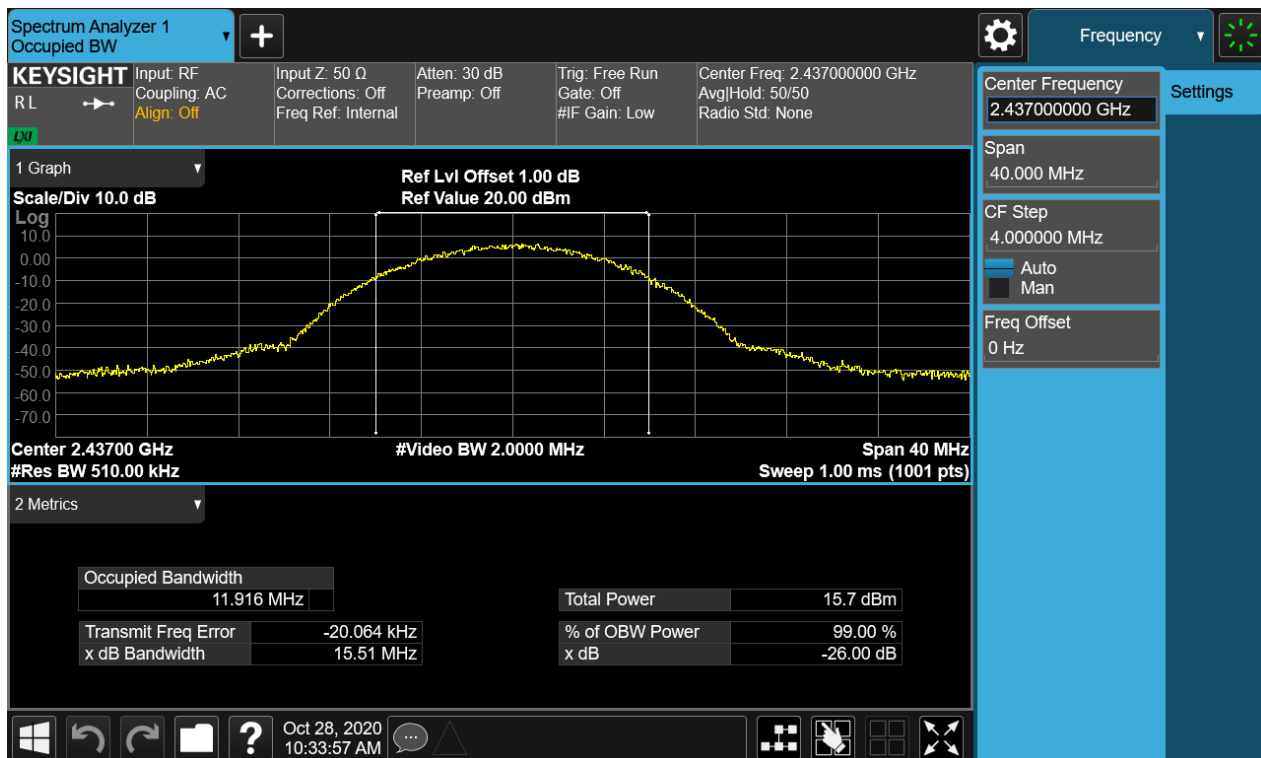 Spectrum Analyzer 1
Occupied BW
+
Frequency
KEYSIGHT
R L
LXI
Input: RF
Coupling: AC
Align: Off
Input Z: 50 Ω
Corrections: Off
Freq Ref: Internal
Atten: 30 dB
Preamp: Off
Trig: Free Run
Gate: Off
#IF Gain: Low
Center Freq: 2.437000000 GHz
Avg|Hold: 50/50
Radio Std: None
Center Frequency
2.437000000 GHz
Settings
Span
40.000 MHz
CF Step
4.000000 MHz
Auto
Man
Freq Offset
0 Hz
1 Graph
Scale/Div 10.0 dB
Ref Lvl Offset 1.00 dB
Ref Value 20.00 dBm
Log
10.0
0.00
-10.0
-20.0
-30.0
-40.0
-50.0
-60.0
-70.0
Center 2.43700 GHz
#Video BW 2.0000 MHz
Span 40 MHz
#Res BW 510.00 kHz
Sweep 1.00 ms (1001 pts)
2 Metrics
Occupied Bandwidth
11.916 MHz
Total Power 15.7 dBm
Transmit Freq Error -20.064 kHz
% of OBW Power 99.00 %
x dB Bandwidth 15.51 MHz
x dB -26.00 dB
?
Oct 28, 2020
10:33:57 AM